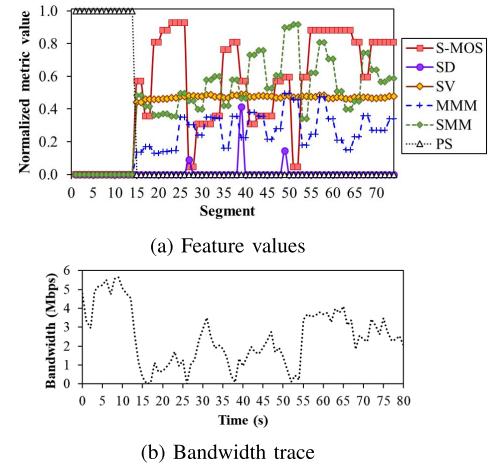 Normalized metric value
1.0
0.8
0.6
0.4
0.2
0.0
0 5 10 15 20 25 30 35 40 45 50 55 60 65 70
Segment
S-MOS
SD
SV
MMM
SMM
PS
(a) Feature values
Bandwidth (Mbps)
6
5
4
3
2
1
0
0 5 10 15 20 25 30 35 40 45 50 55 60 65 70 75 80
Time (s)
(b) Bandwidth trace